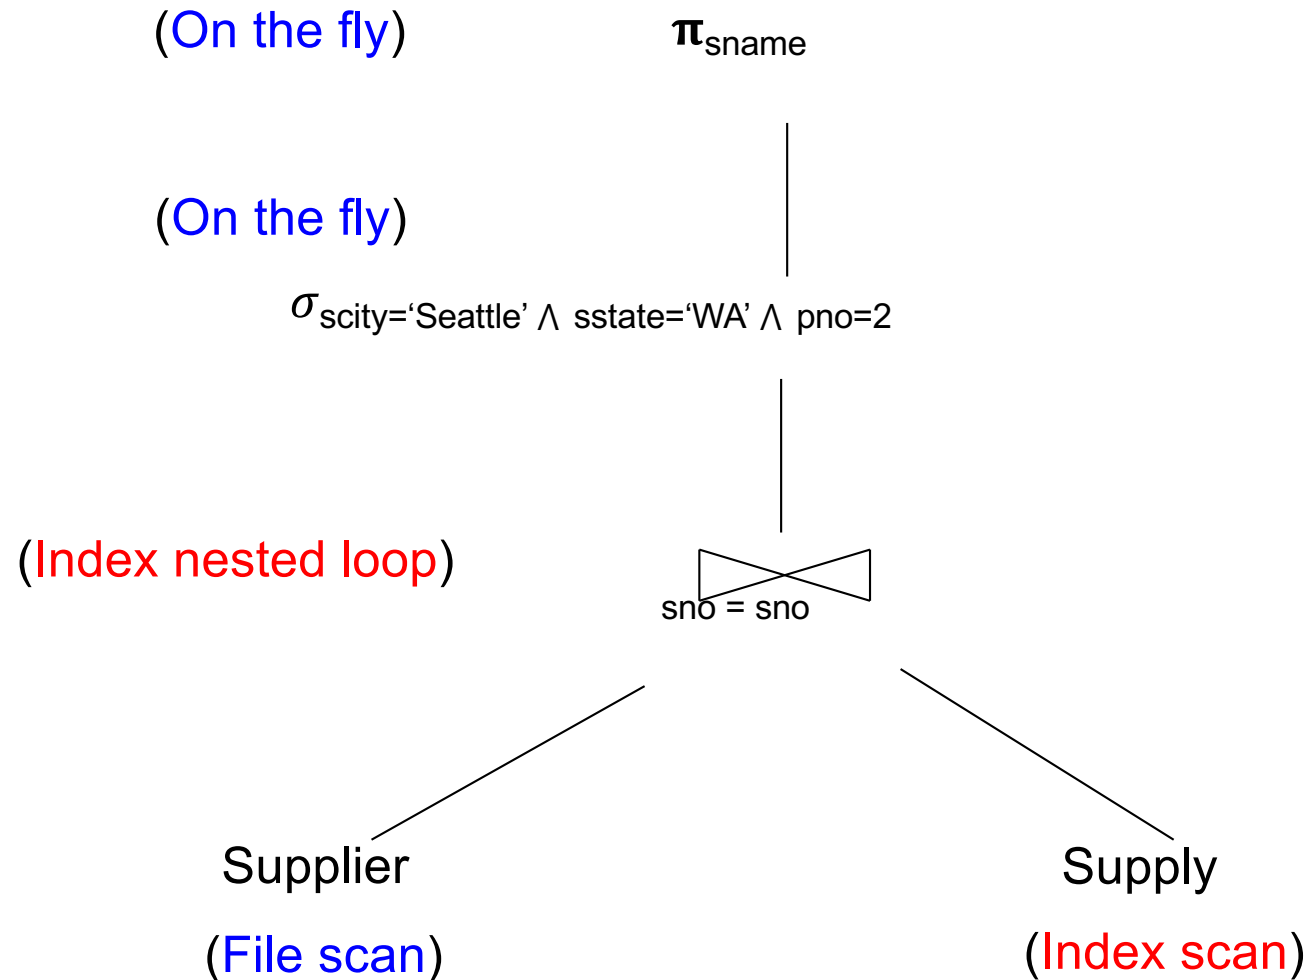 (On the fly) πsname
(On the fly)
σscity=‘Seattle’ ∧ sstate=‘WA’ ∧ pno=2
(Index nested loop)
sno = sno
Supplier Supply
(File scan) (Index scan)